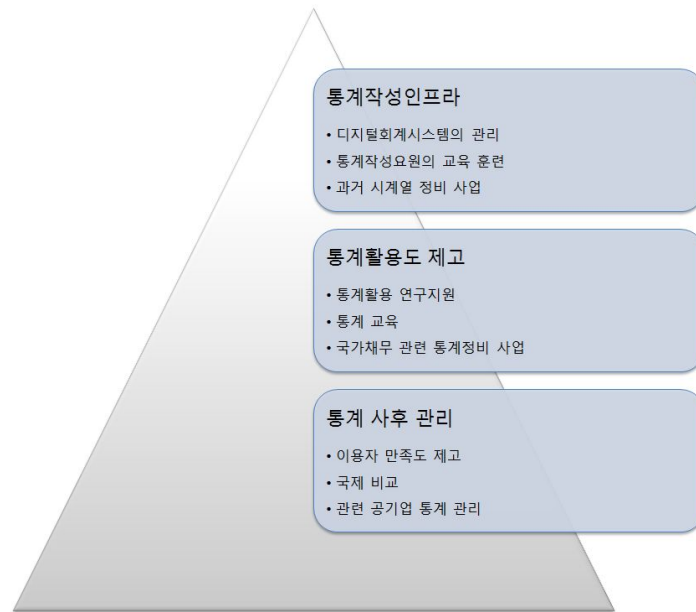 통계작성인프라
• 디지털회계시스템의 관리
• 통계작성요원의 교육 훈련
• 과거 시계열 정비 사업
통계활용도 제고
• 통계활용 연구지원
• 통계 교육
• 국가채무 관련 통계정비 사업
통계 사후 관리
• 이용자 만족도 제고
• 국제 비교
• 관련 공기업 통계 관리